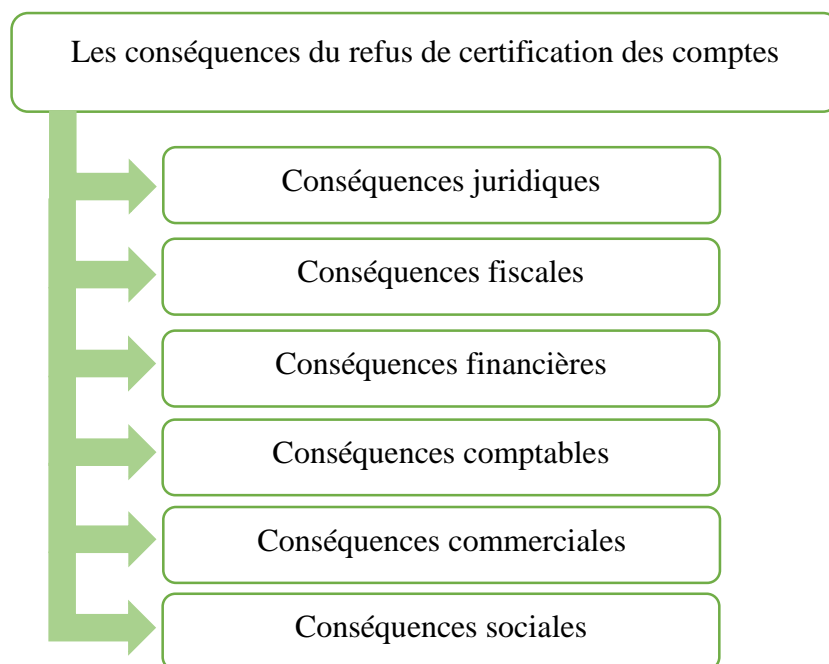 Les conséquences du refus de certification des comptes
Conséquences juridiques
Conséquences fiscales
Conséquences financières
Conséquences comptables
Conséquences commerciales
Conséquences sociales